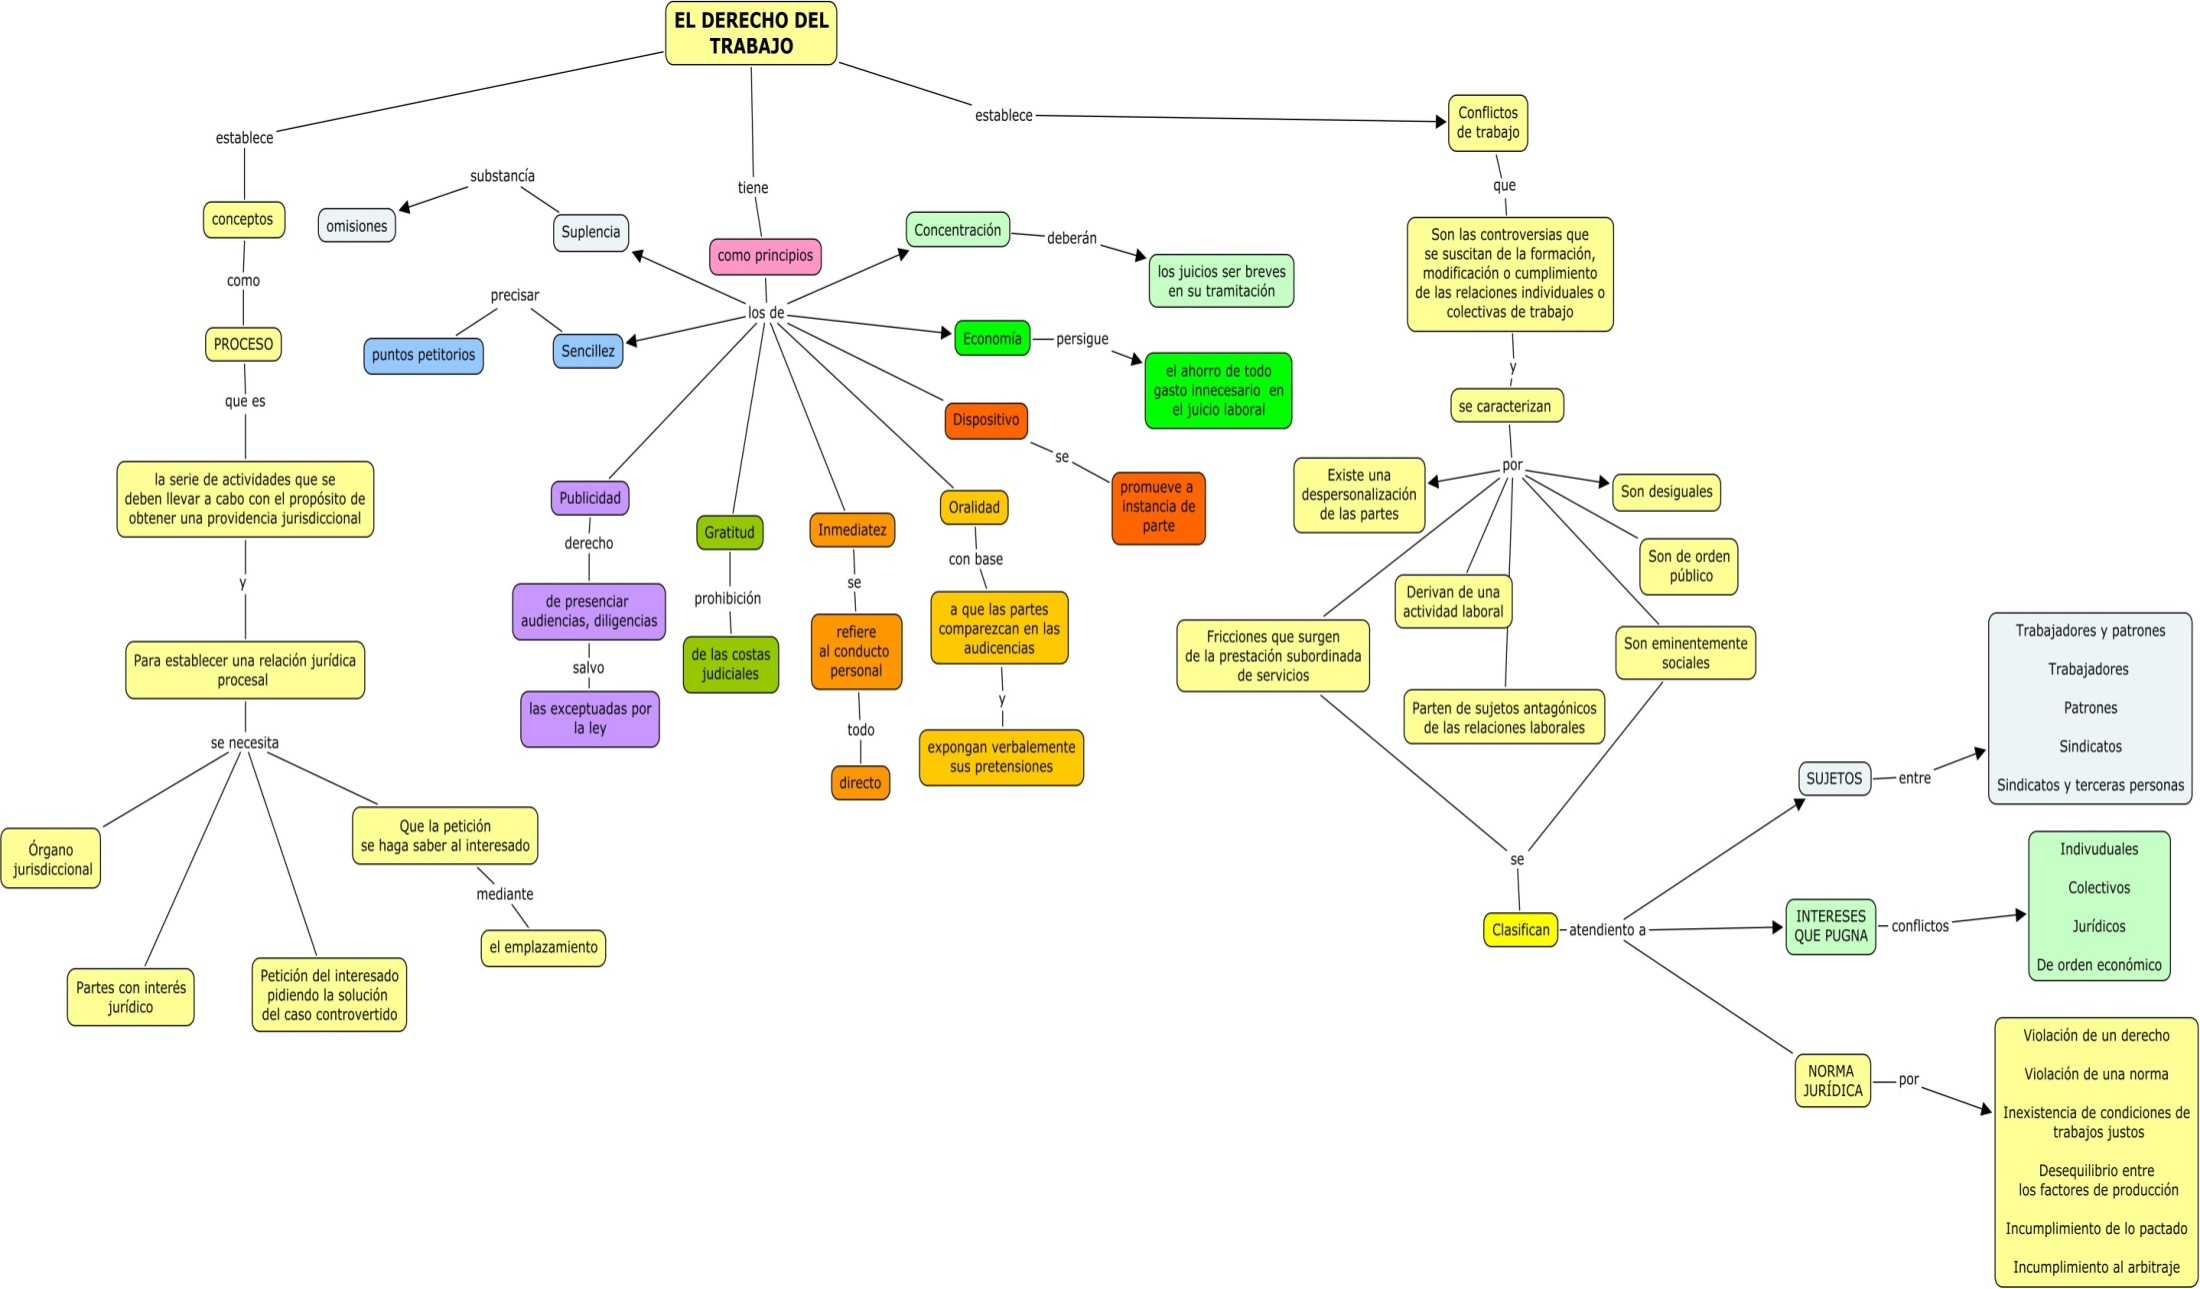 EL DERECHO DEL
TRABAJO
establece
conceptos
como
PROCESO
que es
la serie de actividades que se
deben llevar a cabo con el propósito de
obtener una providencia jurisdiccional
y
Para establecer una relación jurídica
procesal
se necesita
Órgano
jurisdiccional
Partes con interés
jurídico
Petición del interesado
pidiendo la solución
del caso controvertido
Que la petición
se haga saber al interesado
mediante
el emplazamiento
tiene
como principios
los de
Suplencia
substancía
omisiones
Sencillez
precisar
puntos petitorios
Publicidad
derecho
de presenciar
audiencias, diligencias
salvo
las exceptuadas por
la ley
Gratitud
prohibición
de las costas
judiciales
Inmediatez
se
refiere
al conducto
personal
todo
directo
Oralidad
con base
a que las partes
comparezcan en las
audicencias
y
expongan verbalemente
sus pretensiones
Dispositivo
se
promueve a
instancia de
parte
Economía
persigue
el ahorro de todo
gasto innecesario en
el juicio laboral
Concentración
deberán
los juicios ser breves
en su tramitación
establece
Conflictos
de trabajo
que
Son las controversias que
se suscitan de la formación,
modificación o cumplimiento
de las relaciones individuales o
colectivas de trabajo
y
se caracterizan
por
Existe una
despersonalización
de las partes
Son desiguales
Son de orden
público
Derivan de una
actividad laboral
Fricciones que surgen
de la prestación subordinada
de servicios
Son eminentemente
sociales
Parten de sujetos antagónicos
de las relaciones laborales
se
Clasifican
atendiento a
SUJETOS
entre
Trabajadores y patrones
Trabajadores
Patrones
Sindicatos
Sindicatos y terceras personas
INTERESES
QUE PUGNA
conflictos
Indivuduales
Colectivos
Jurídicos
De orden económico
NORMA
JURÍDICA
por
Violación de un derecho
Violación de una norma
Inexistencia de condiciones de
trabajos justos
Desequilibrio entre
los factores de producción
Incumplimiento de lo pactado
Incumplimiento al arbitraje